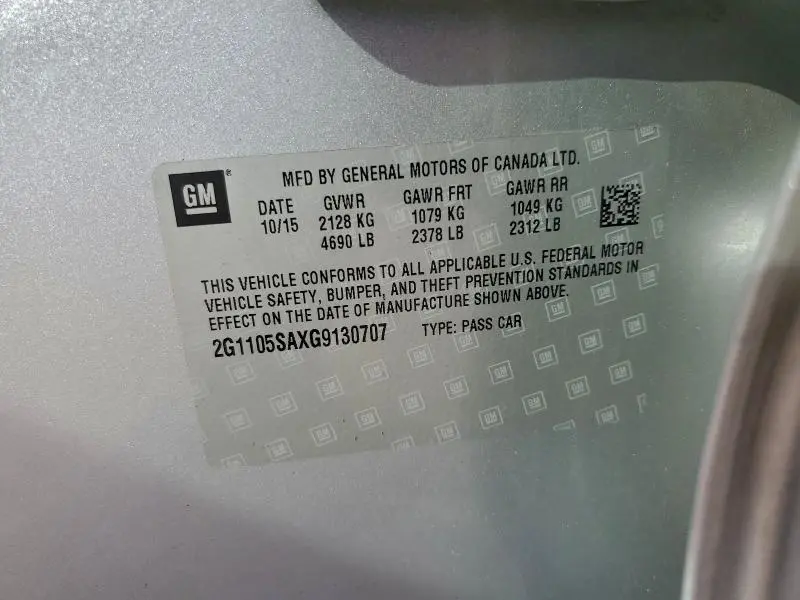 GM
MFD BY GENERAL MOTORS OF CANADA LTD.
DATE GVWR GAWR FRT GAWR RR
10/15 2128 KG 1079 KG 1049 KG
4690 LB 2378 LB 2312 LB
THIS VEHICLE CONFORMS TO ALL APPLICABLE U.S. FEDERAL MOTOR
VEHICLE SAFETY, BUMPER, AND THEFT PREVENTION STANDARDS IN
EFFECT ON THE DATE OF MANUFACTURE SHOWN ABOVE.
2G1105SAXG9130707 TYPE: PASS CAR